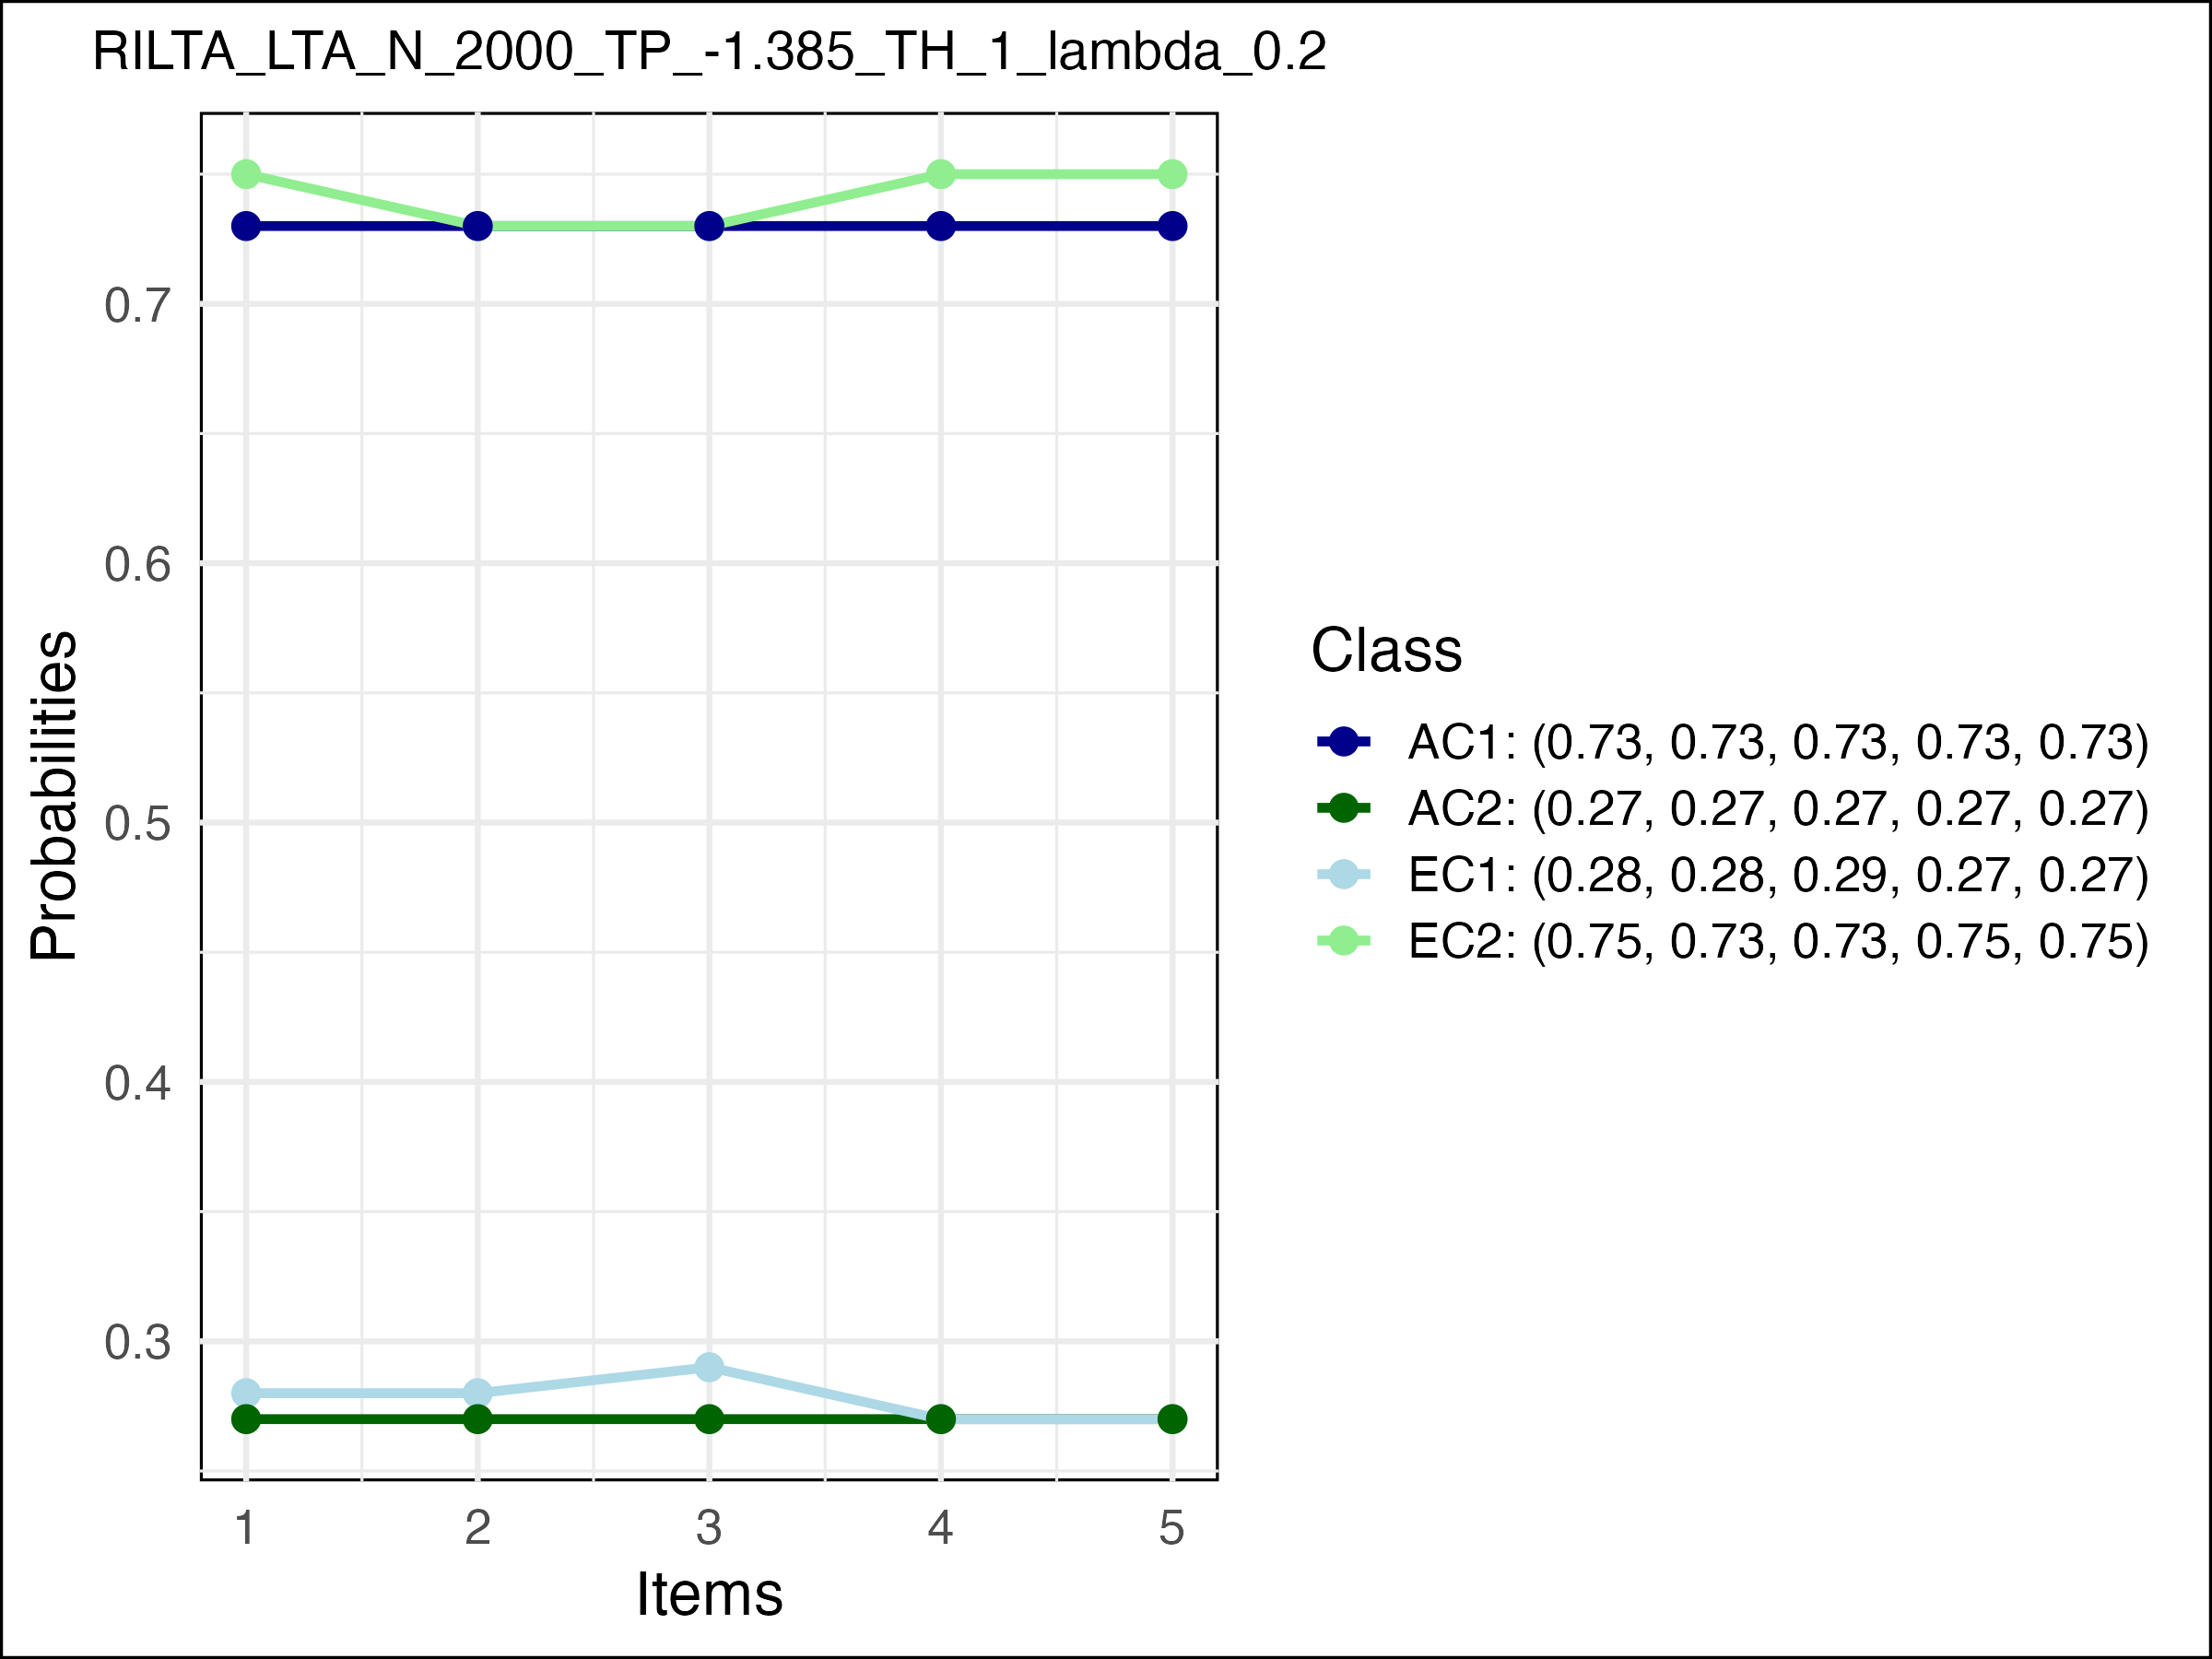 RILTA_LTA_N_2000_TP_-1.385_TH_1_lambda_0.2
0.7
0.6
0.5
0.4
0.3
Probabilities
1 2 3 4 5
Items
Class
AC1: (0.73, 0.73, 0.73, 0.73, 0.73)
AC2: (0.27, 0.27, 0.27, 0.27, 0.27)
EC1: (0.28, 0.28, 0.29, 0.27, 0.27)
EC2: (0.75, 0.73, 0.73, 0.75, 0.75)